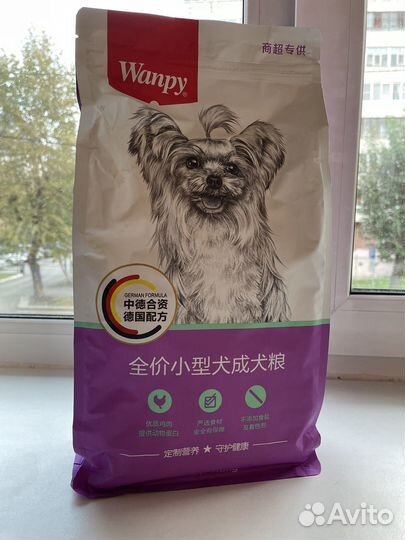 商超专供
Wanpy®
GERMAN FORMULA
中德合资
德国配方
全价小型犬成犬粮
优质鸡肉
提供动物蛋白
严选食材
安全有保障
不添加食品
定制营养 ★ 守护健康
Avito